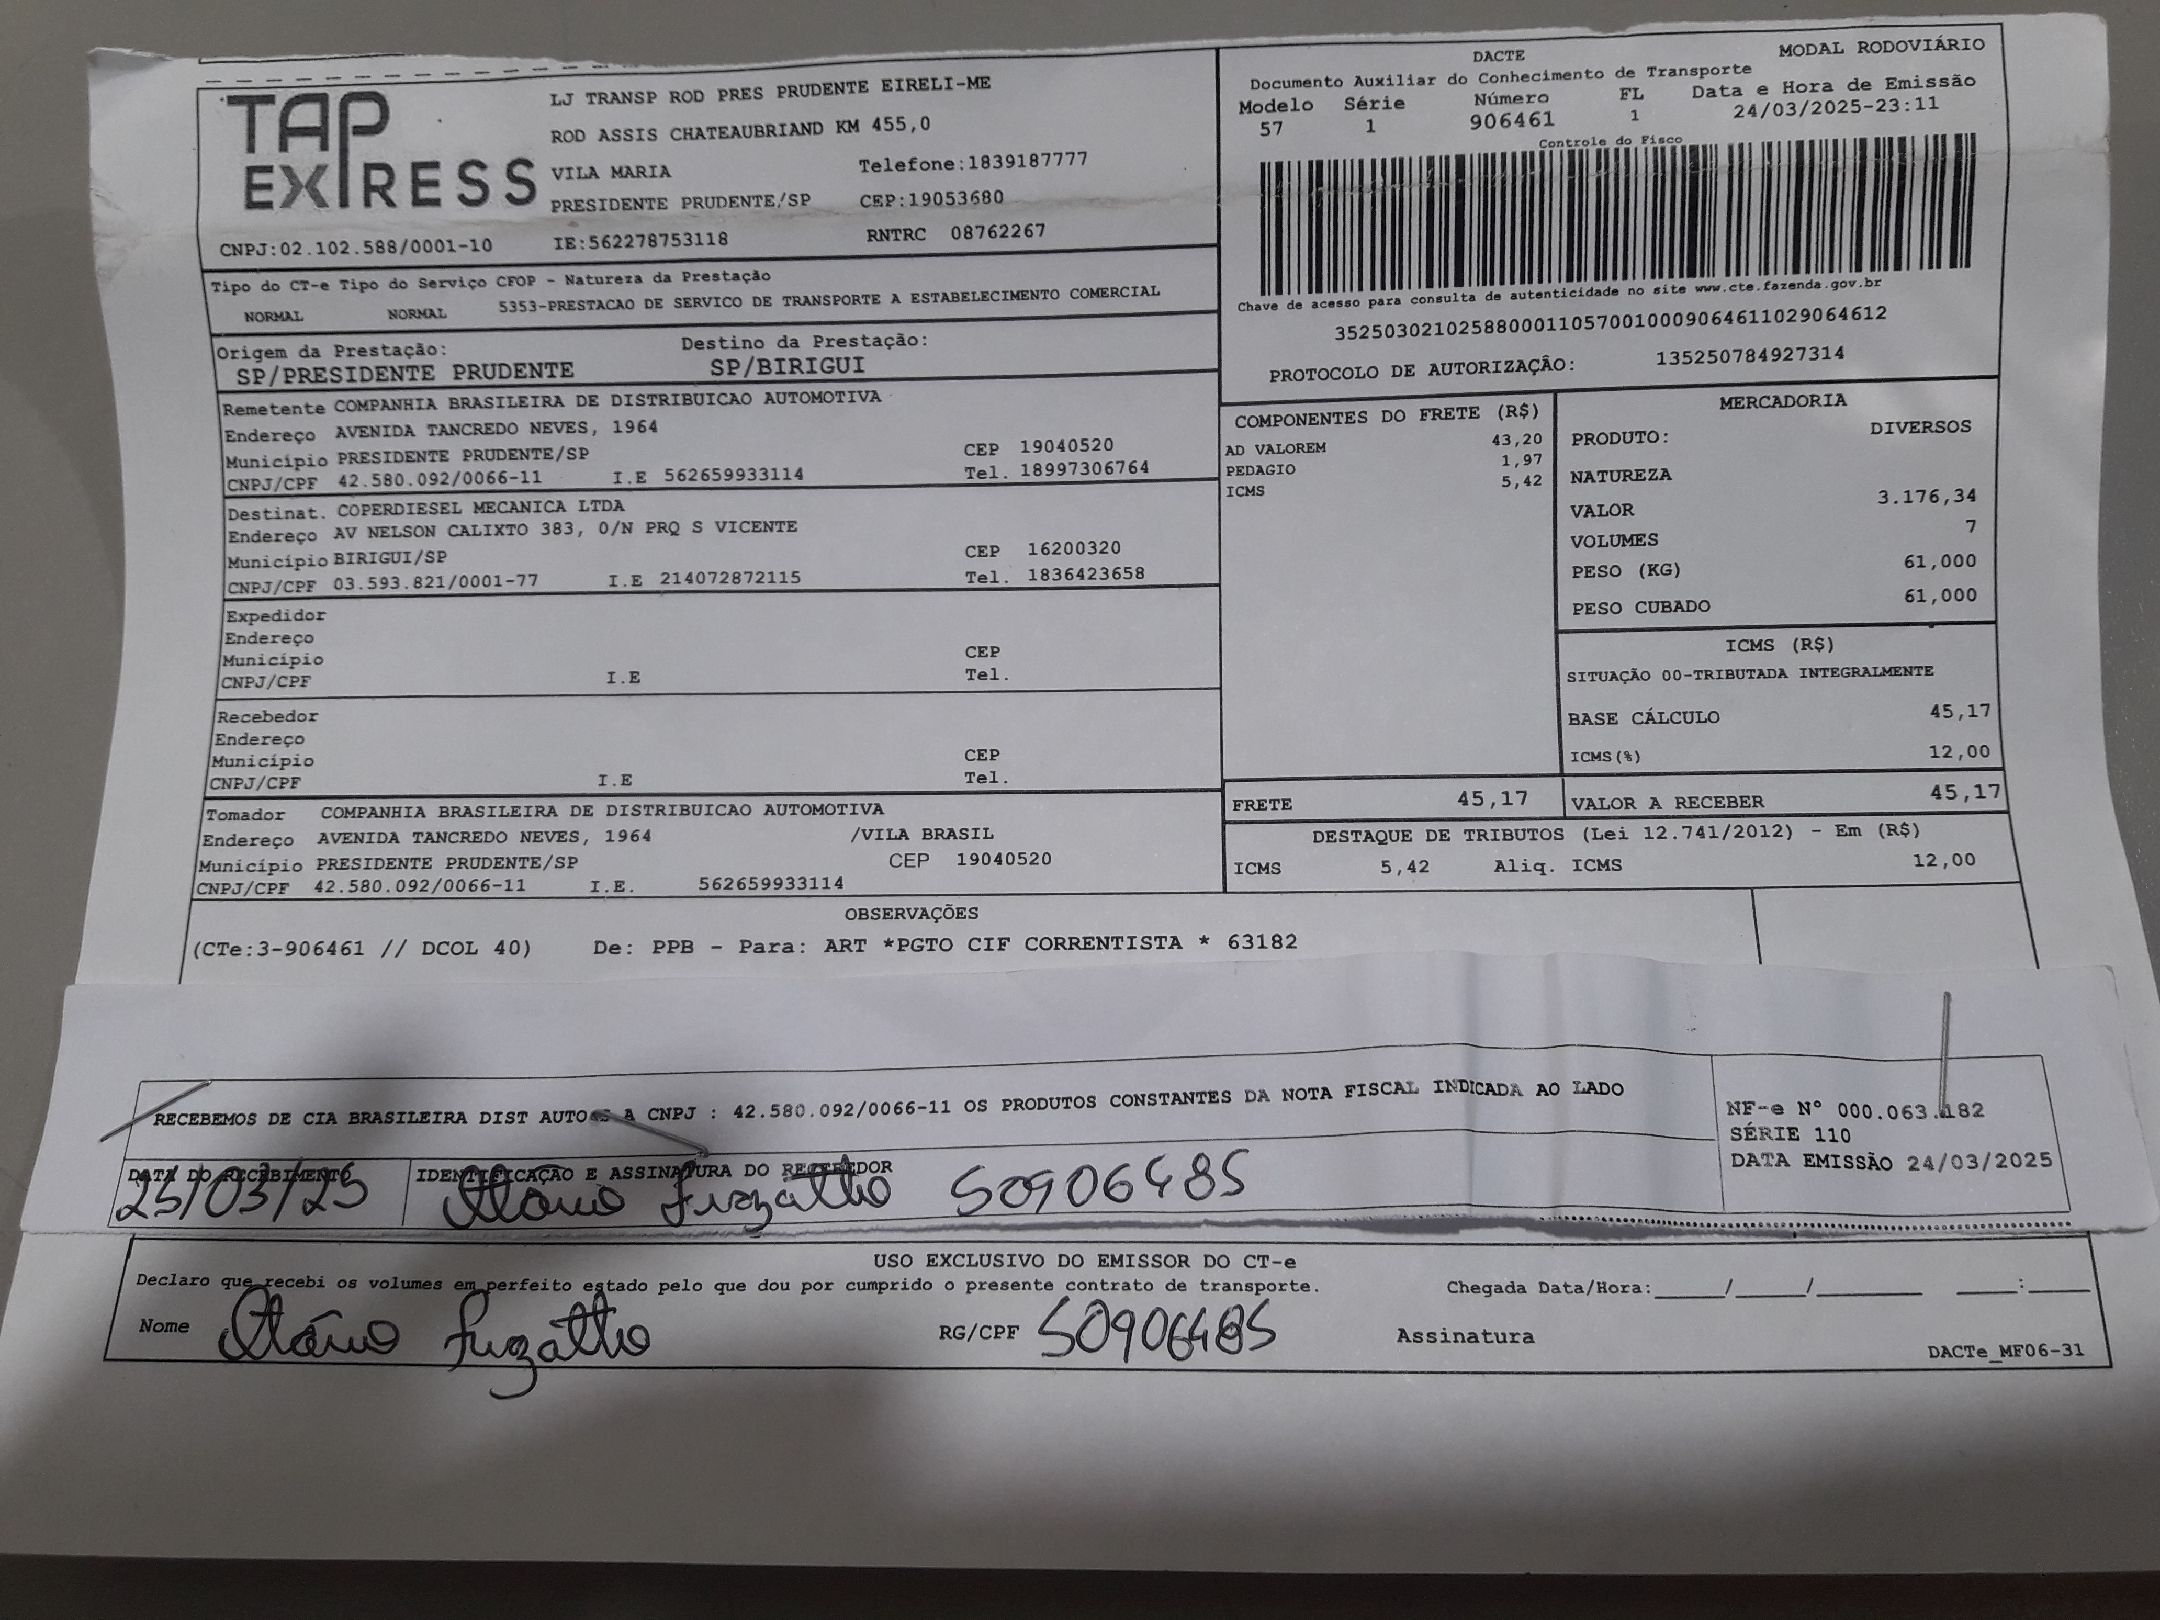 TAP EXPRESS
LJ TRANSP ROD PRES PRUDENTE EIRELI-ME
ROD ASSIS CHATEAUBRIAND KM 455,0
VILA MARIA Telefone:1839187777
PRESIDENTE PRUDENTE/SP CEP:19053680
CNPJ:02.102.588/0001-10 IE:562278753118 RNTRC 08762267
DACTE MODAL RODOVIÁRIO
Documento Auxiliar do Conhecimento de Transporte
Modelo Série Número FL Data e Hora de Emissão
57 1 906461 1 24/03/2025-23:11
Controle do Fisco
Chave de acesso para consulta de autenticidade no site www.cte.fazenda.gov.br
35250302102588000110570010009064611029064612
PROTOCOLO DE AUTORIZAÇÃO: 135250784927314
Tipo do CT-e Tipo do Serviço CFOP - Natureza da Prestação
NORMAL NORMAL 5353-PRESTACAO DE SERVICO DE TRANSPORTE A ESTABELECIMENTO COMERCIAL
Origem da Prestação: Destino da Prestação:
SP/PRESIDENTE PRUDENTE SP/BIRIGUI
Remetente COMPANHIA BRASILEIRA DE DISTRIBUICAO AUTOMOTIVA
Endereço AVENIDA TANCREDO NEVES, 1964
Município PRESIDENTE PRUDENTE/SP CEP 19040520
CNPJ/CPF 42.580.092/0066-11 I.E 562659933114 Tel. 18997306764
Destinat. COPERDIESEL MECANICA LTDA
Endereço AV NELSON CALIXTO 383, 0/N PRQ S VICENTE
Município BIRIGUI/SP CEP 16200320
CNPJ/CPF 03.593.821/0001-77 I.E 214072872115 Tel. 1836423658
Expedidor
Endereço
Município CEP
CNPJ/CPF I.E Tel.
Recebedor
Endereço
Município CEP
CNPJ/CPF I.E Tel.
Tomador COMPANHIA BRASILEIRA DE DISTRIBUICAO AUTOMOTIVA
Endereço AVENIDA TANCREDO NEVES, 1964 /VILA BRASIL
Município PRESIDENTE PRUDENTE/SP CEP 19040520
CNPJ/CPF 42.580.092/0066-11 I.E. 562659933114
COMPONENTES DO FRETE (R$)
AD VALOREM 43,20
PEDAGIO 1,97
ICMS 5,42
MERCADORIA
PRODUTO: DIVERSOS
NATUREZA
VALOR 3.176,34
VOLUMES 7
PESO (KG) 61,000
PESO CUBADO 61,000
ICMS (R$)
SITUAÇÃO 00-TRIBUTADA INTEGRALMENTE
BASE CÁLCULO 45,17
ICMS(%) 12,00
FRETE 45,17 VALOR A RECEBER 45,17
DESTAQUE DE TRIBUTOS (Lei 12.741/2012) - Em (R$)
ICMS 5,42 Aliq. ICMS 12,00
OBSERVAÇÕES
(CTe:3-906461 // DCOL 40) De: PPB - Para: ART *PGTO CIF CORRENTISTA * 63182
RECEBEMOS DE CIA BRASILEIRA DIST AUTO A CNPJ : 42.580.092/0066-11 OS PRODUTOS CONSTANTES DA NOTA FISCAL INDICADA AO LADO
NF-e Nº 000.063.182
SÉRIE 110
DATA EMISSÃO 24/03/2025
DATA DO RECEBIMENTO IDENTIFICAÇÃO E ASSINATURA DO RECEBEDOR
25/03/25
USO EXCLUSIVO DO EMISSOR DO CT-e
Declaro que recebi os volumes em perfeito estado pelo que dou por cumprido o presente contrato de transporte. Chegada Data/Hora:_____/_____/_______ ____:____
Nome RG/CPF 50906485 Assinatura
DACTe_MF06-31